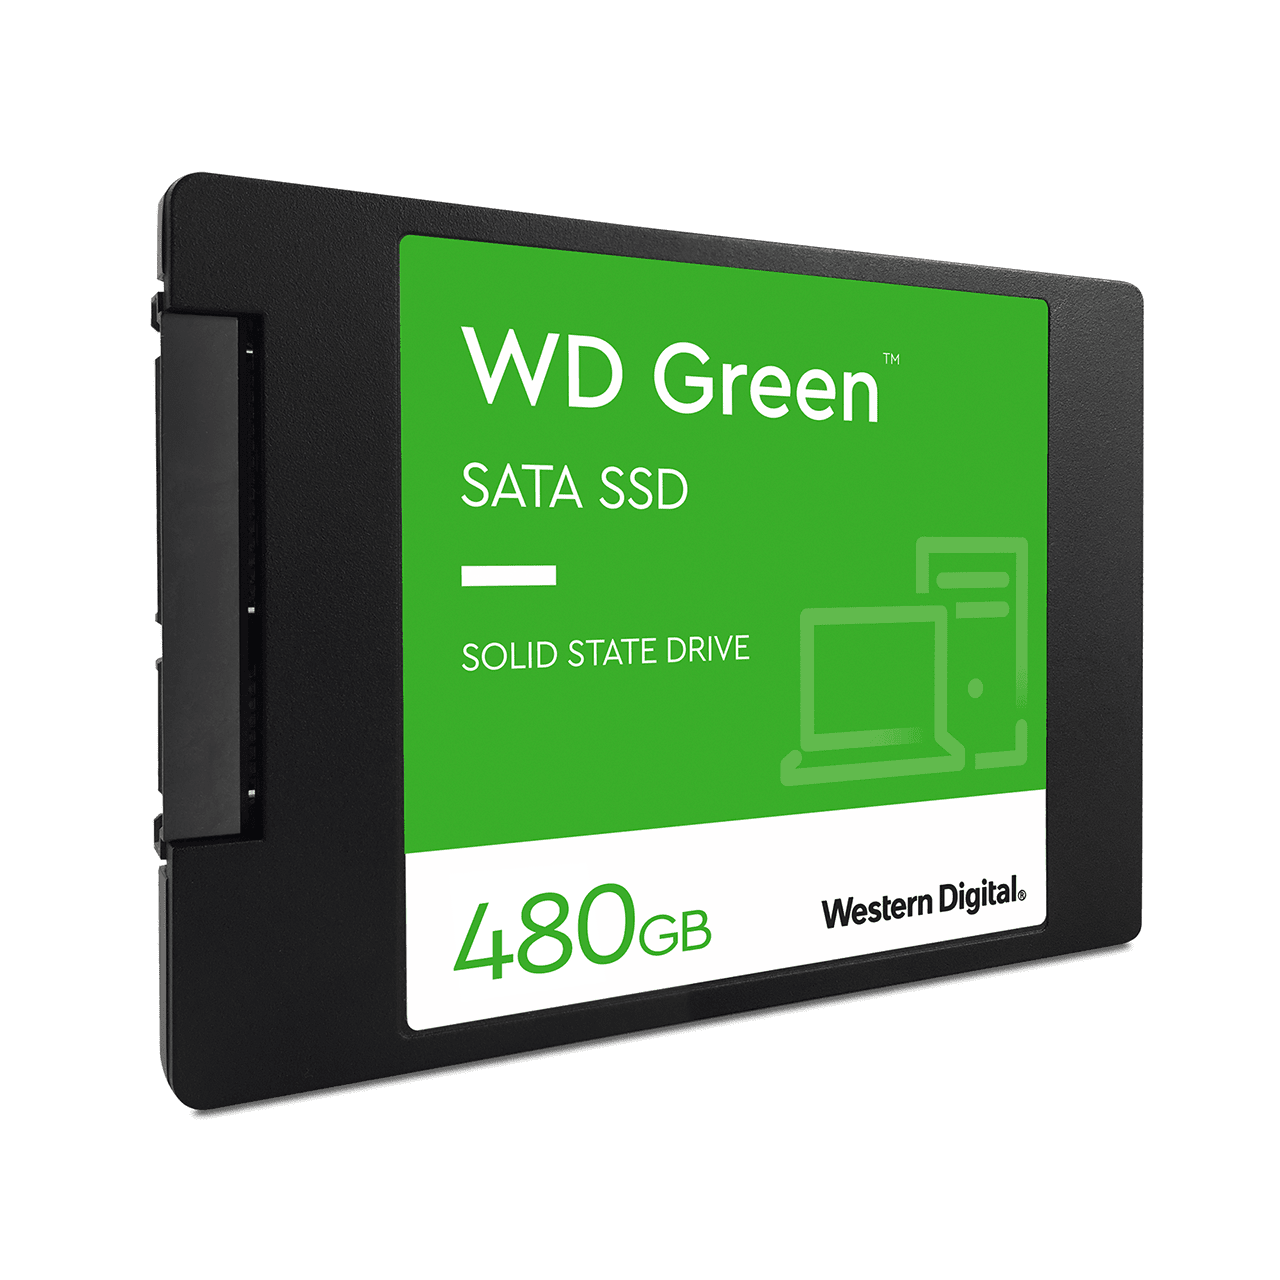 WD Green™
SATA SSD
SOLID STATE DRIVE
480GB
Western Digital®